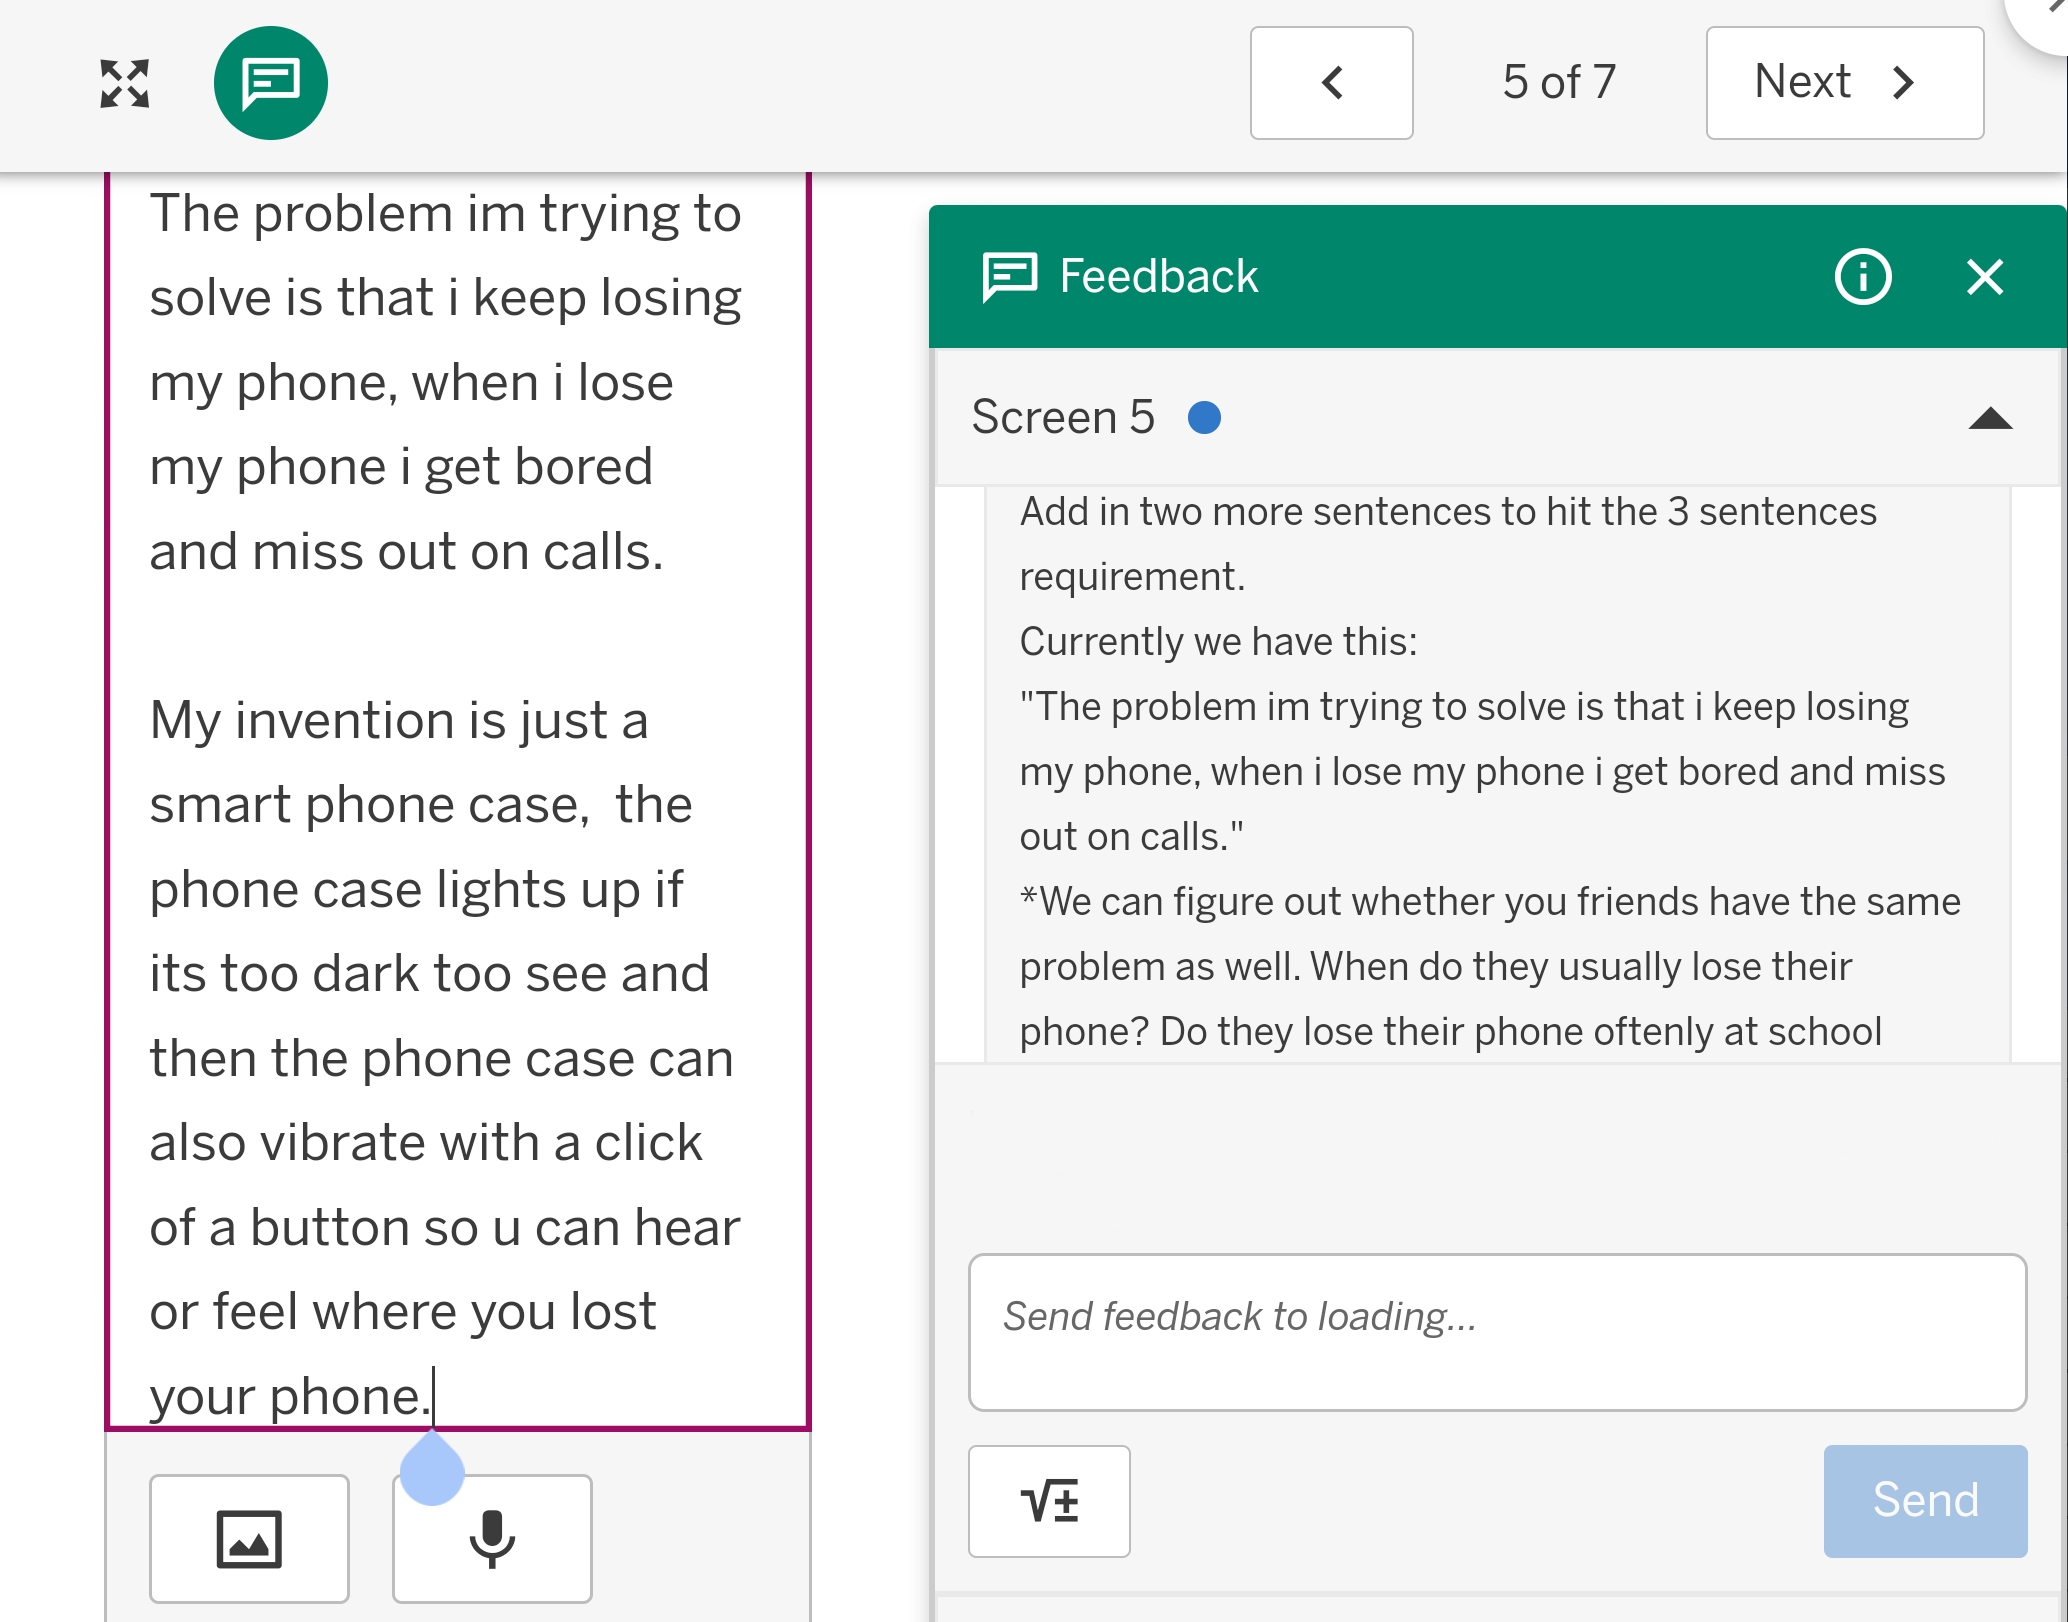 5 of 7
Next
The problem im trying to
solve is that i keep losing
my phone, when i lose
my phone i get bored
and miss out on calls.
My invention is just a
smart phone case,  the
phone case lights up if
its too dark too see and
then the phone case can
also vibrate with a click
of a button so u can hear
or feel where you lost
your phone.
Feedback
Screen 5
Add in two more sentences to hit the 3 sentences
requirement.
Currently we have this:
"The problem im trying to solve is that i keep losing
my phone, when i lose my phone i get bored and miss
out on calls."
*We can figure out whether you friends have the same
problem as well. When do they usually lose their
phone? Do they lose their phone oftenly at school
Send feedback to loading...
√±
Send